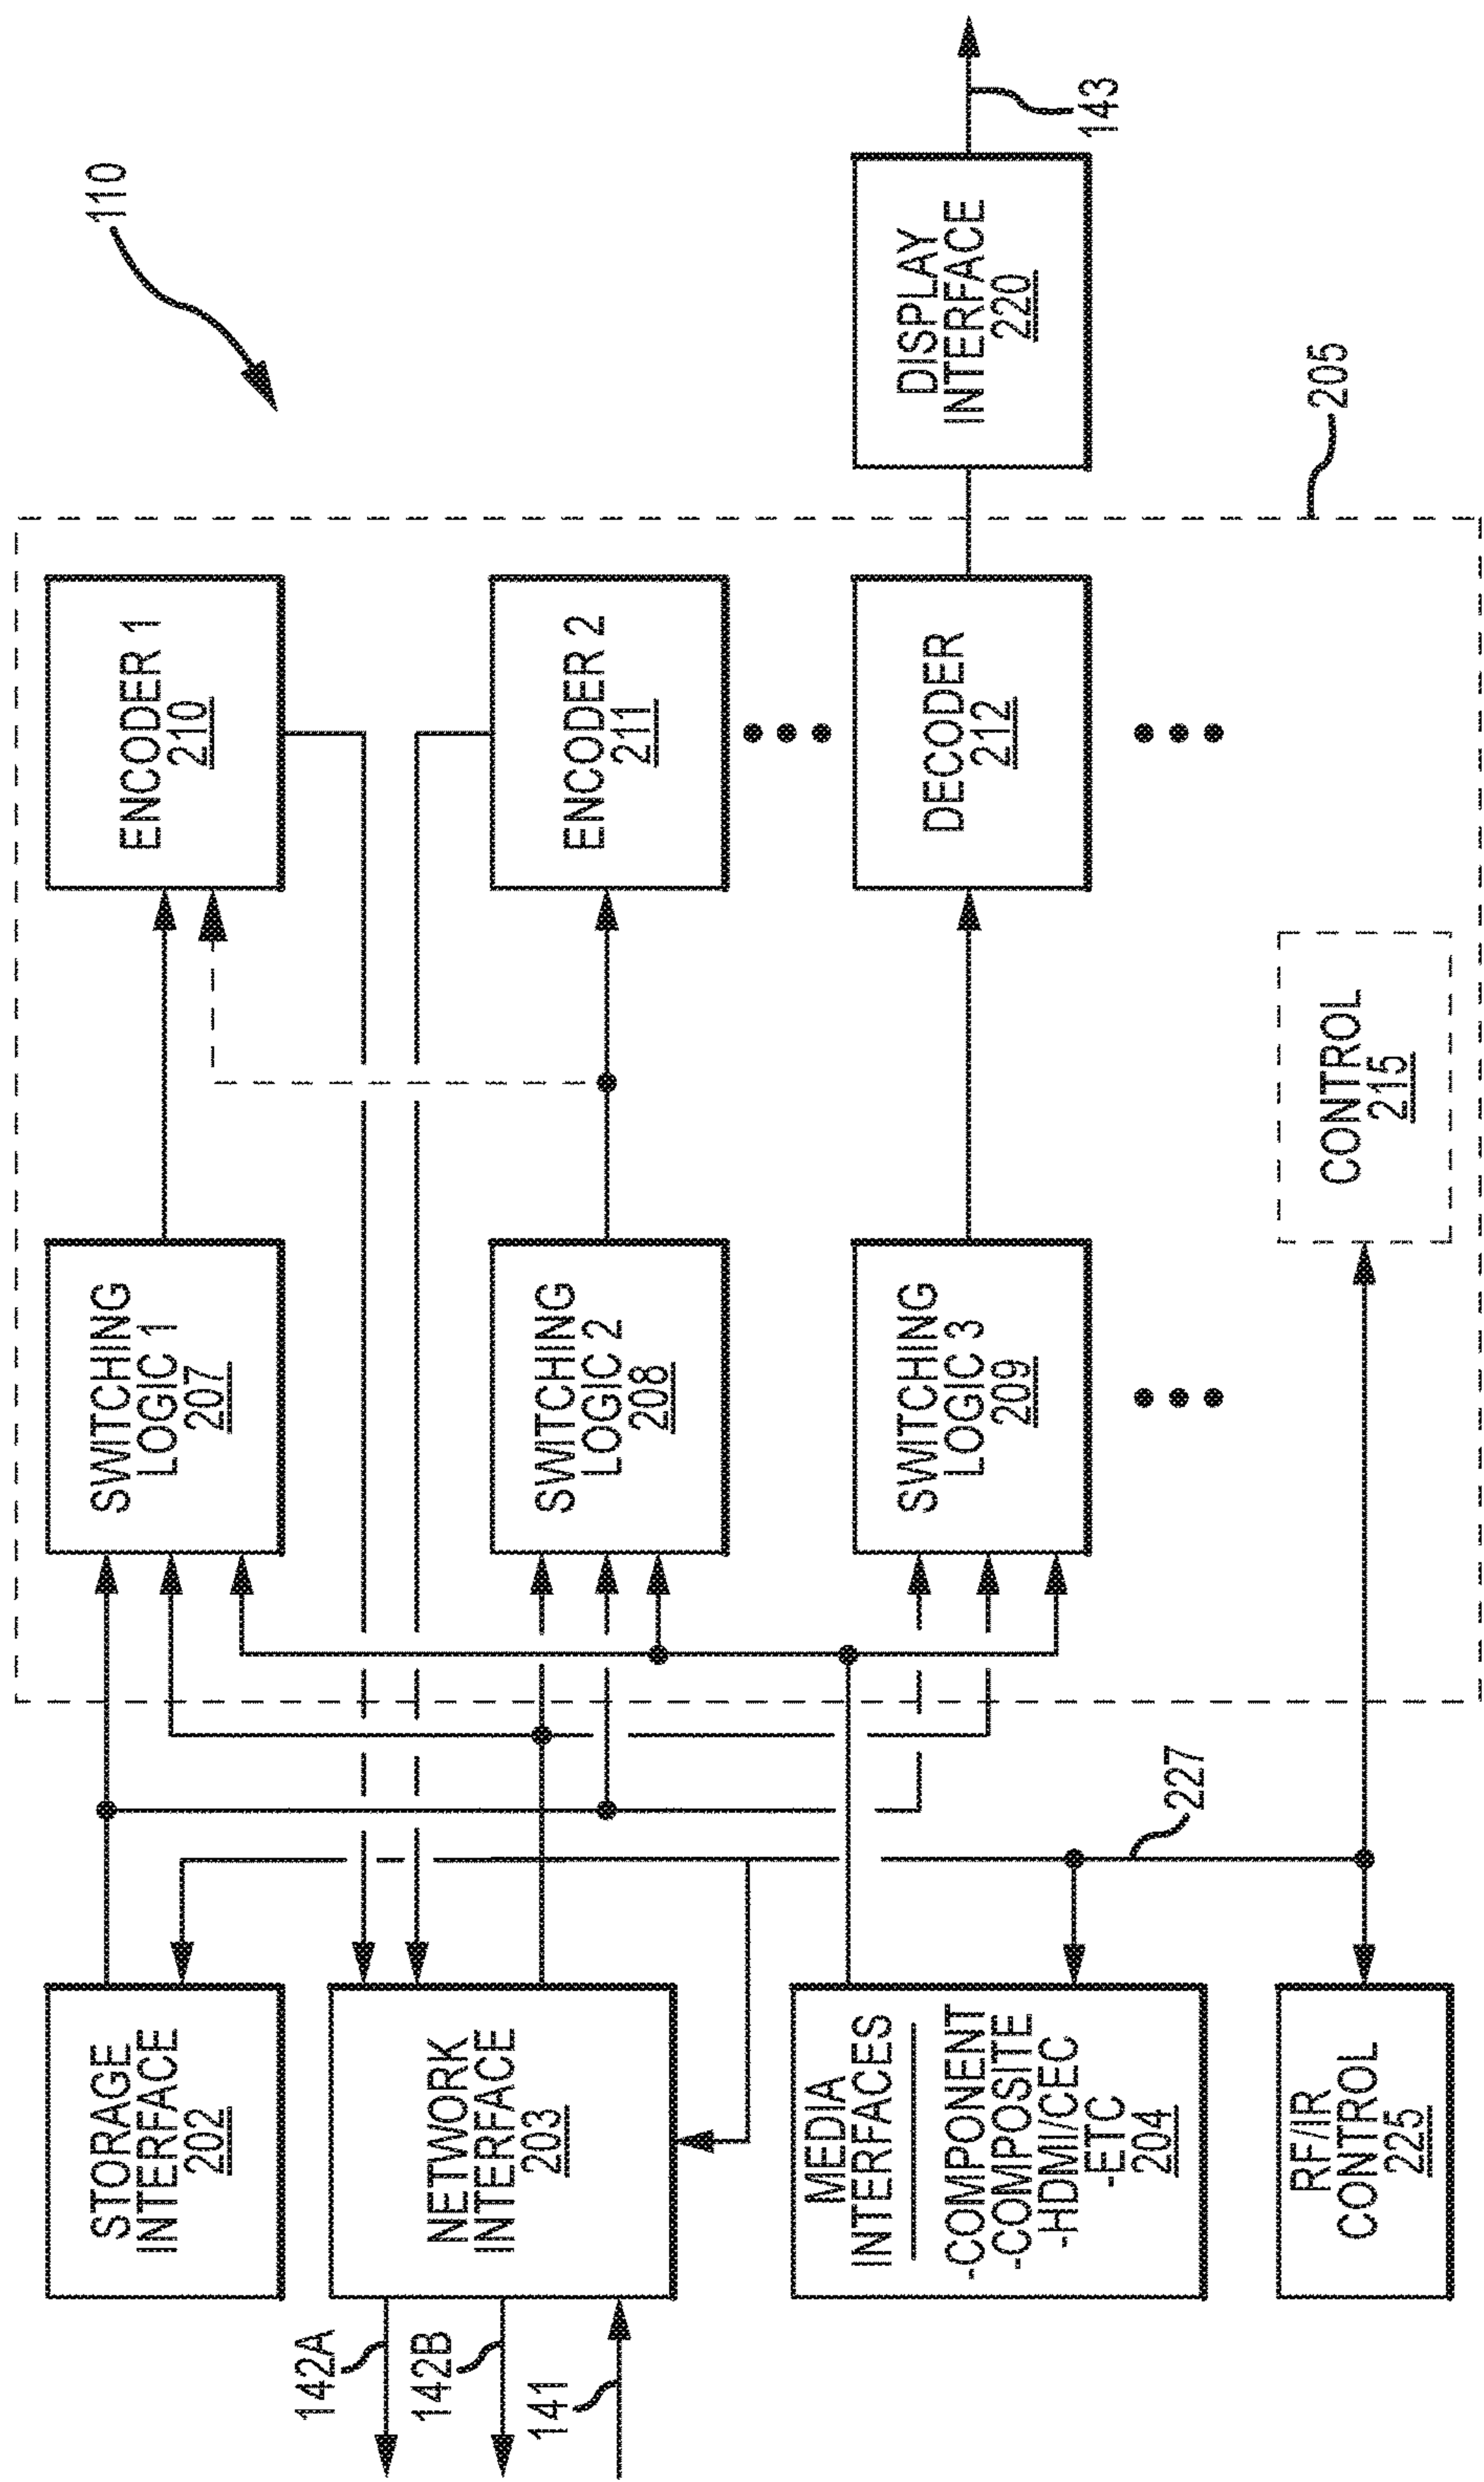 110
STORAGE
INTERFACE
202
SWITCHING
LOGIC 1
207
ENCODER 1
210
142A
142B
141
NETWORK
INTERFACE
203
SWITCHING
LOGIC 2
208
ENCODER 2
211
MEDIA
INTERFACES
-COMPONENT
-COMPOSITE
-HDMI/CEC
-ETC
204
SWITCHING
LOGIC 3
209
DECODER
212
DISPLAY
INTERFACE
220
143
227
RF/IR
CONTROL
225
CONTROL
215
205